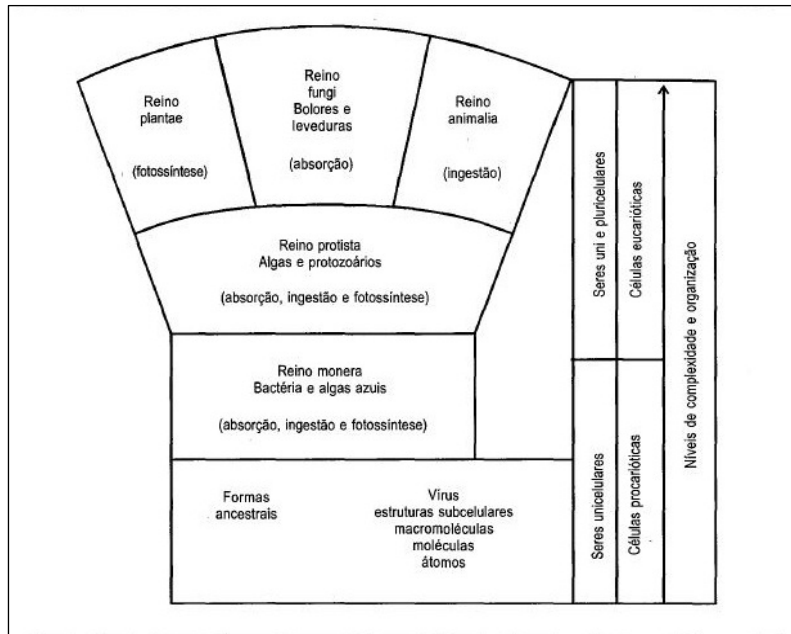 Reino
plantae
(fotossíntese)
Reino
fungi
Bolores e
leveduras
(absorção)
Reino
animalia
(ingestão)
Reino protista
Algas e protozoários
(absorção, ingestão e fotossíntese)
Reino monera
Bactéria e algas azuis
(absorção, ingestão e fotossíntese)
Formas
ancestrais
Vírus
estruturas subcelulares
macromoléculas
moléculas
átomos
Seres uni e pluricelulares
Células eucarióticas
Seres unicelulares
Células procarióticas
Níveis de complexidade e organização